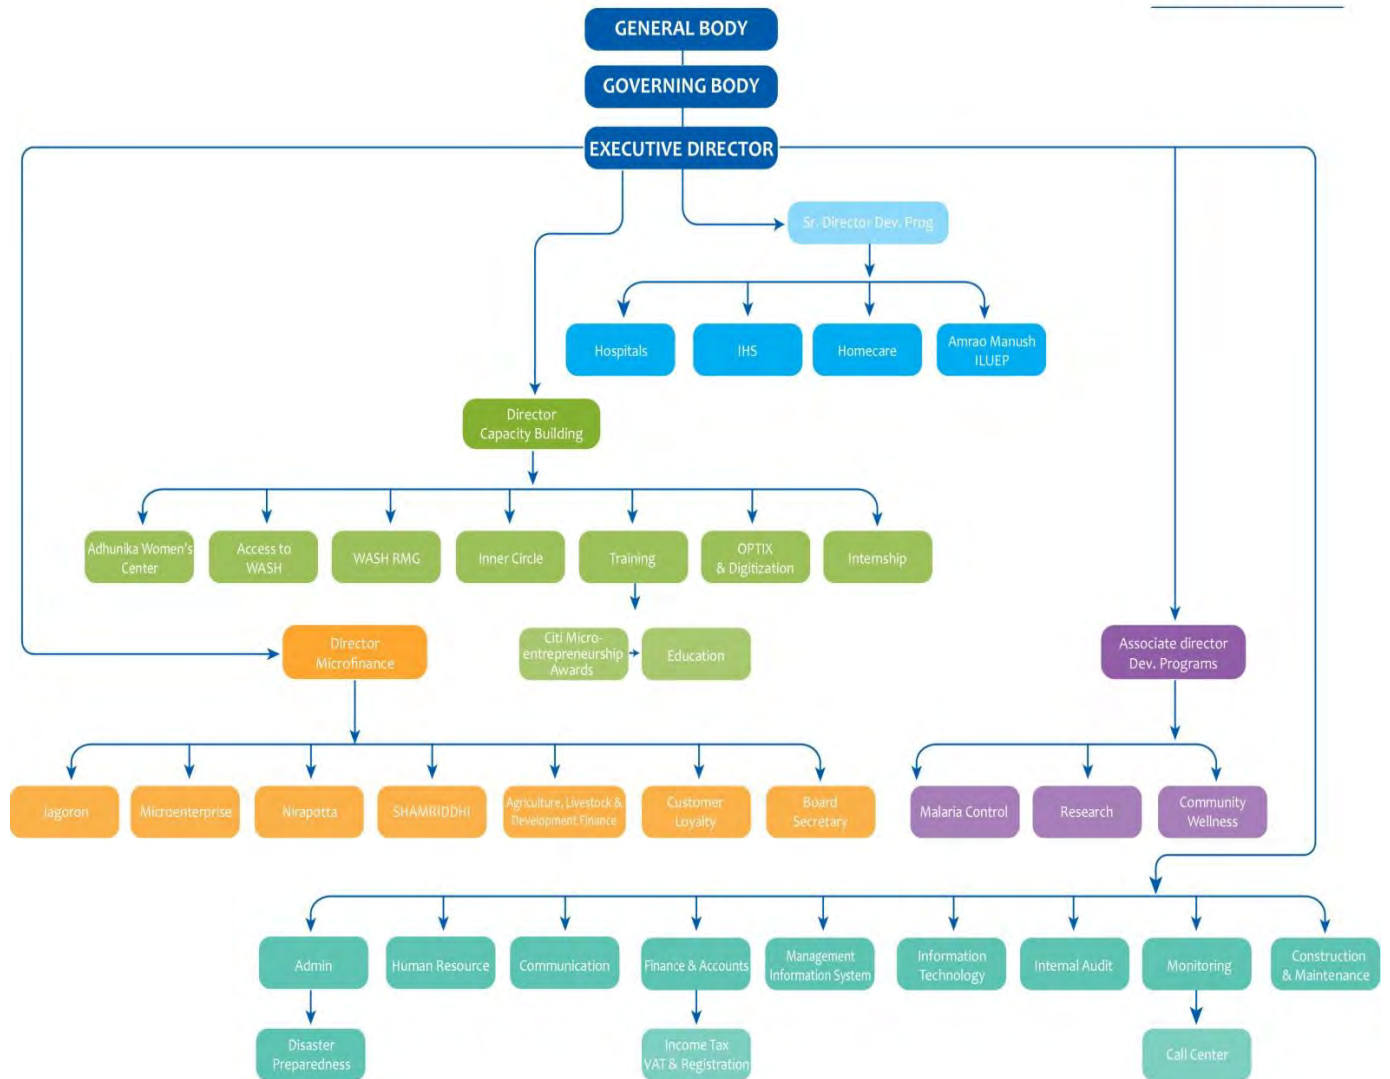 GENERAL BODY
GOVERNING BODY
EXECUTIVE DIRECTOR
Sr. Director Dev. Prog
Hospitals
IHS
Homecare
Amrao Manush
ILUEP
Director
Capacity Building
Adhunika Women's
Center
Access to
WASH
WASH RMG
Inner Circle
Training
OPTIX
& Digitization
Internship
Citi Micro-
entrepreneurship
Awards
Education
Director
Microfinance
Associate director
Dev. Programs
Jagoron
Microenterprise
Nirapotta
SHAMRIDDHI
Agriculture, Livestock &
Development Finance
Customer
Loyalty
Board
Secretary
Malaria Control
Research
Community
Wellness
Admin
Human Resource
Communication
Finance & Accounts
Management
Information System
Information
Technology
Internal Audit
Monitoring
Construction
& Maintenance
Disaster
Preparedness
Income Tax
VAT & Registration
Call Center